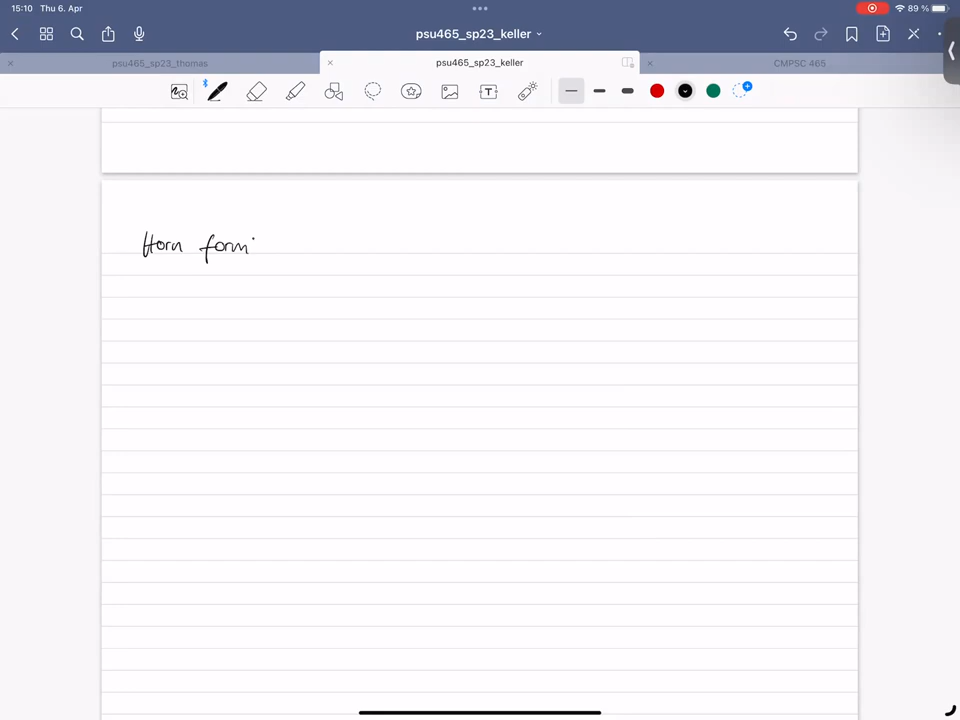 15:10 Thu 6. Apr
89 %
psu465_sp23_keller
psu465_sp23_thomas
psu465_sp23_keller
CMPSC 465
T
Horn form